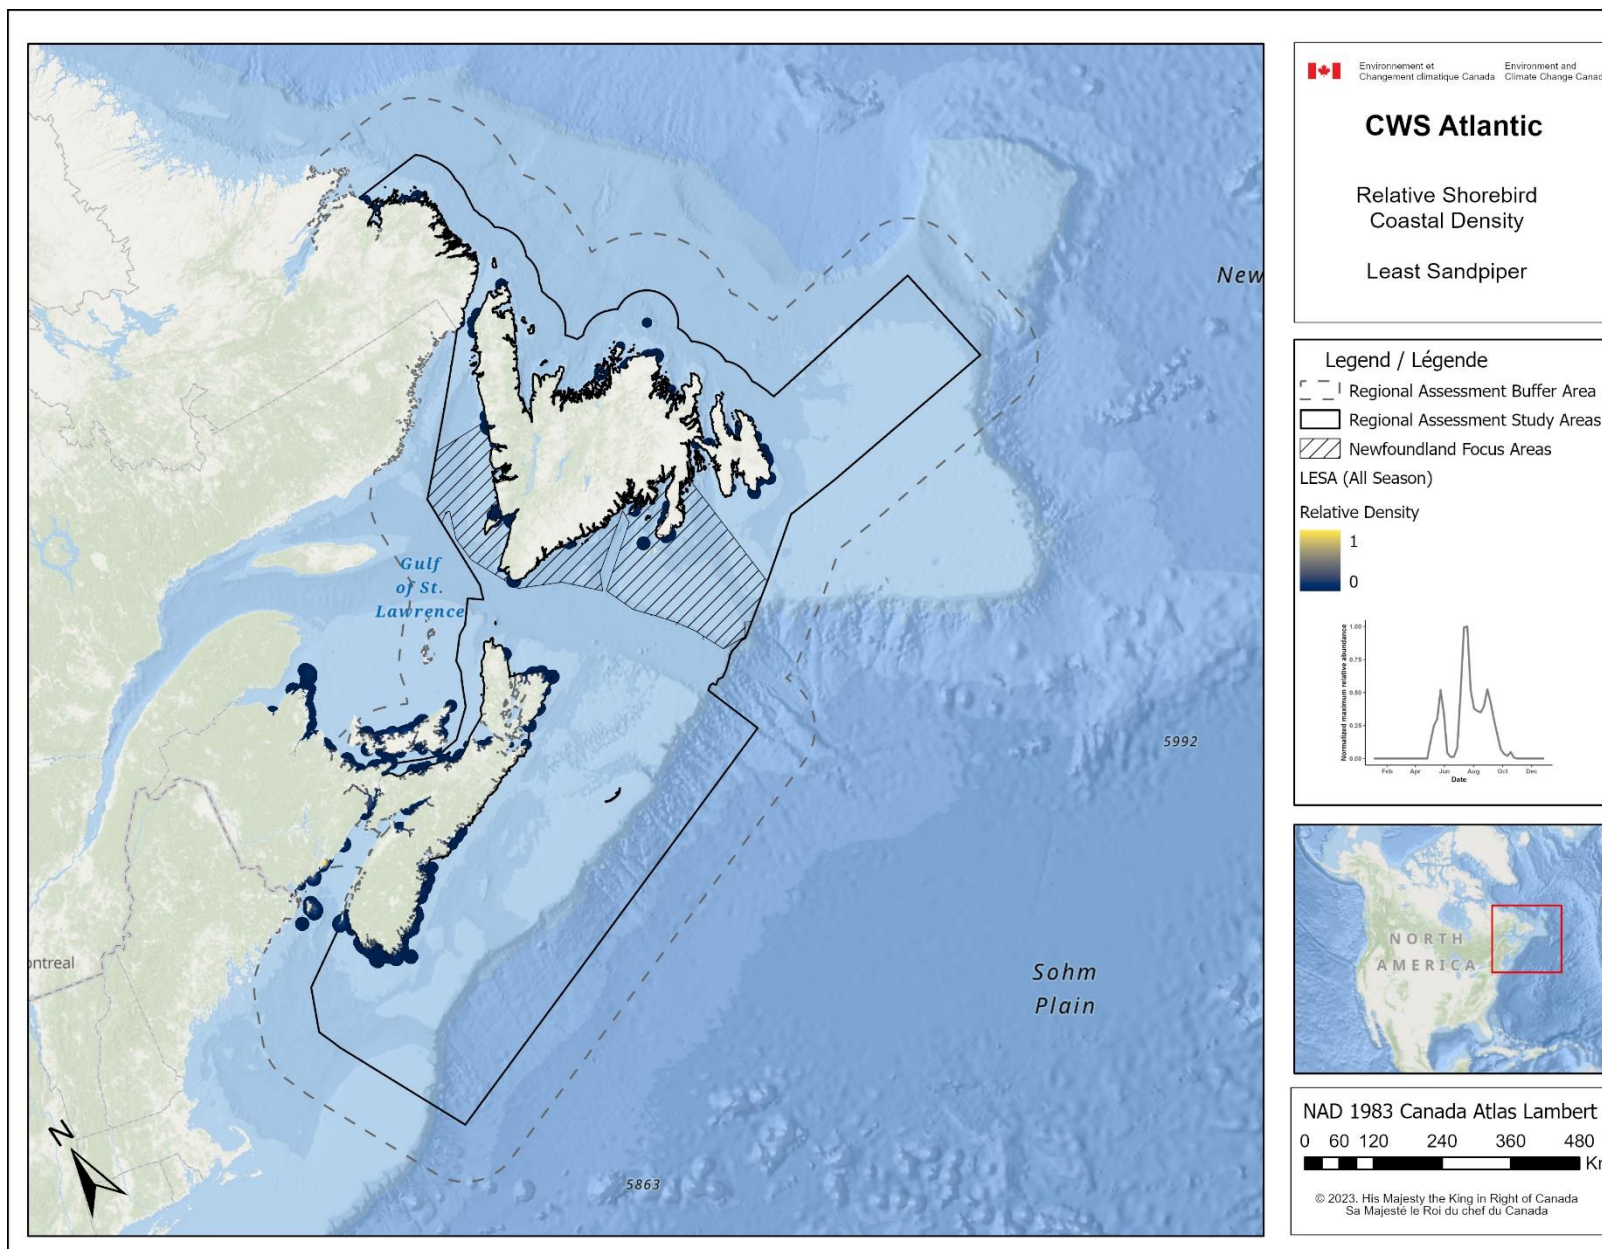 New
Gulf
of St.
Lawrence
5992
ontreal
Sohm
Plain
N
5863
Environnement et
Changement climatique Canada
Environment and
Climate Change Canad
CWS Atlantic
Relative Shorebird
Coastal Density
Least Sandpiper
Legend / Légende
Regional Assessment Buffer Area
Regional Assessment Study Areas
Newfoundland Focus Areas
LESA (All Season)
Relative Density
1
0
Normalized maximum relative abundance
1.00
0.75
0.50
0.25
0.00
Feb Apr Jun Aug Oct Dec
Date
NORTH
AMERICA
NAD 1983 Canada Atlas Lambert
0 60 120 240 360 480
Km
© 2023. His Majesty the King in Right of Canada
Sa Majesté le Roi du chef du Canada